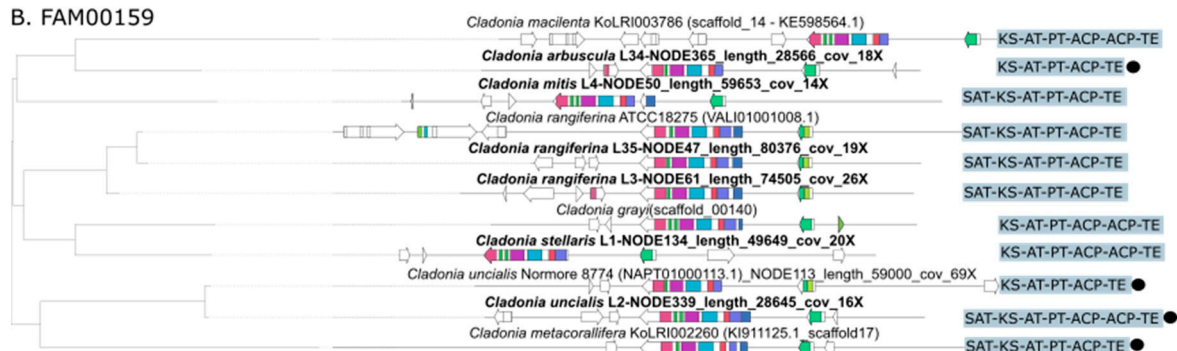 B. FAM00159
Cladonia macilenta KoLRI003786 (scaffold_14 - KE598564.1)
KS-AT-PT-ACP-ACP-TE
Cladonia arbuscula L34-NODE365_length_28566_cov_18X
KS-AT-PT-ACP-TE
Cladonia mitis L4-NODE50_length_59653_cov_14X
SAT-KS-AT-PT-ACP-TE
Cladonia rangiferina ATCC18275 (VALI01001008.1)
SAT-KS-AT-PT-ACP-TE
Cladonia rangiferina L35-NODE47_length_80376_cov_19X
SAT-KS-AT-PT-ACP-TE
Cladonia rangiferina L3-NODE61_length_74505_cov_26X
SAT-KS-AT-PT-ACP-TE
Cladonia grayi(scaffold_00140)
KS-AT-PT-ACP-ACP-TE
Cladonia stellaris L1-NODE134_length_49649_cov_20X
KS-AT-PT-ACP-ACP-TE
Cladonia uncialis Normore 8774 (NAPT01000113.1)_NODE113_length_59000_cov_69X
KS-AT-PT-ACP-TE
Cladonia uncialis L2-NODE339_length_28645_cov_16X
SAT-KS-AT-PT-ACP-ACP-TE
Cladonia metacorallifera KoLRI002260 (KI911125.1_scaffold17)
SAT-KS-AT-PT-ACP-TE